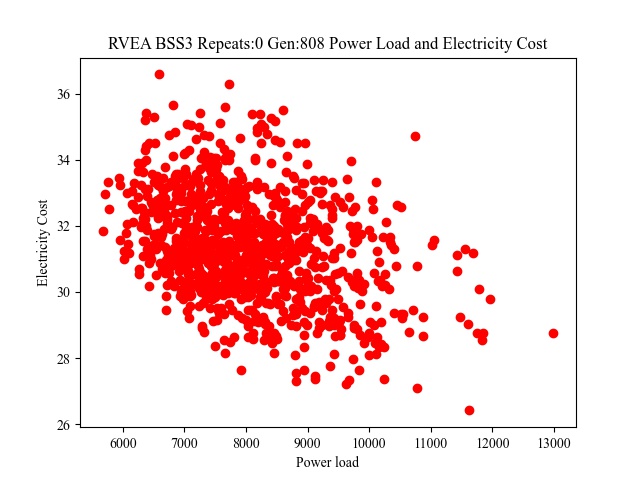 RVEA BSS3 Repeats:0 Gen:808 Power Load and Electricity Cost
36
34
32
30
28
26
Electricity Cost
6000 7000 8000 9000 10000 11000 12000 13000
Power load